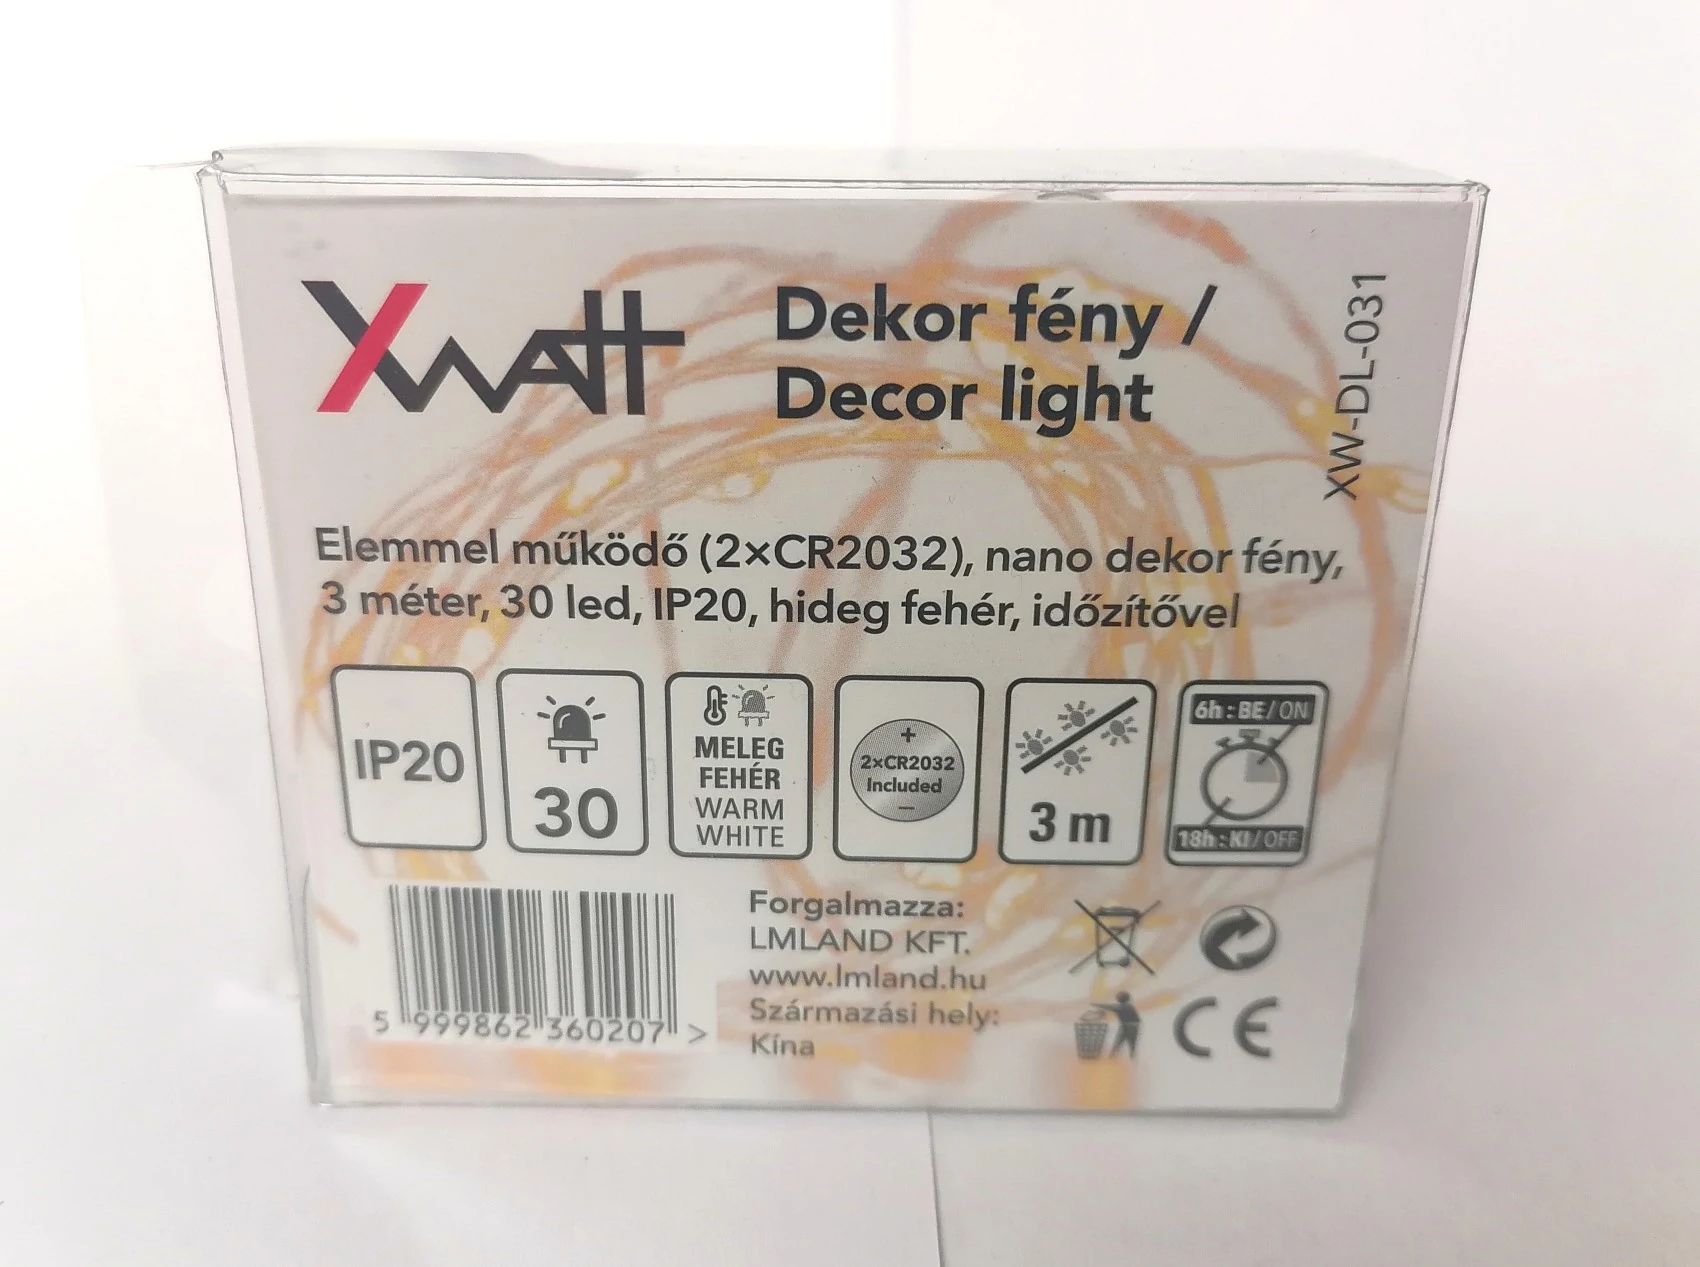 XWATT
Dekor fény /
Decor light
XW-DL-031
Elemmel működő (2×CR2032), nano dekor fény,
3 méter, 30 led, IP20, hideg fehér, időzítővel
IP20
30
MELEG
FEHÉR
WARM
WHITE
+
2×CR2032
Included
−
3 m
6h : BE / ON
18h : KI / OFF
5 999862 360207 >
Forgalmazza:
LMLAND KFT.
www.lmland.hu
Származási hely:
Kína
CE